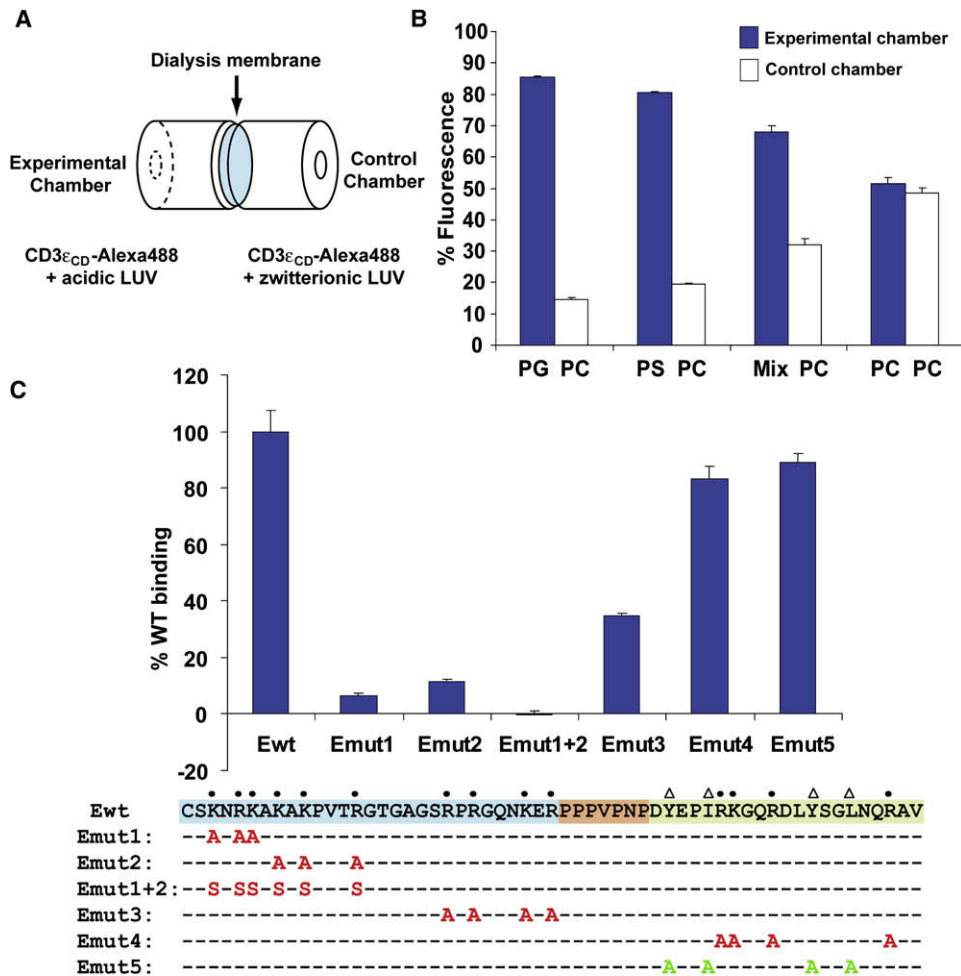 A
Dialysis membrane
Experimental Chamber
Control Chamber
CD3εCD-Alexa488 + acidic LUV
CD3εCD-Alexa488 + zwitterionic LUV
B
Experimental chamber
Control chamber
% Fluorescence
100
90
80
70
60
50
40
30
20
10
0
PG PC PS PC Mix PC PC PC
C
% WT binding
120
100
80
60
40
20
0
-20
Ewt Emut1 Emut2 Emut1+2 Emut3 Emut4 Emut5
Ewt CSKNRKAKAKPVTRGTGAGSRPRGQNKERPPPVPNPDYEPIRKGQRDLYSGLNQRAV
Emut1: --A-AA---------------------------------------------------
Emut2: -------A-A---A-------------------------------------------
Emut1+2: --S-SS-S-S---S-------------------------------------------
Emut3: --------------------A-A---A-A----------------------------
Emut4: -----------------------------------------AA--A--------A--
Emut5: -------------------------------------A--A-------A--A-----